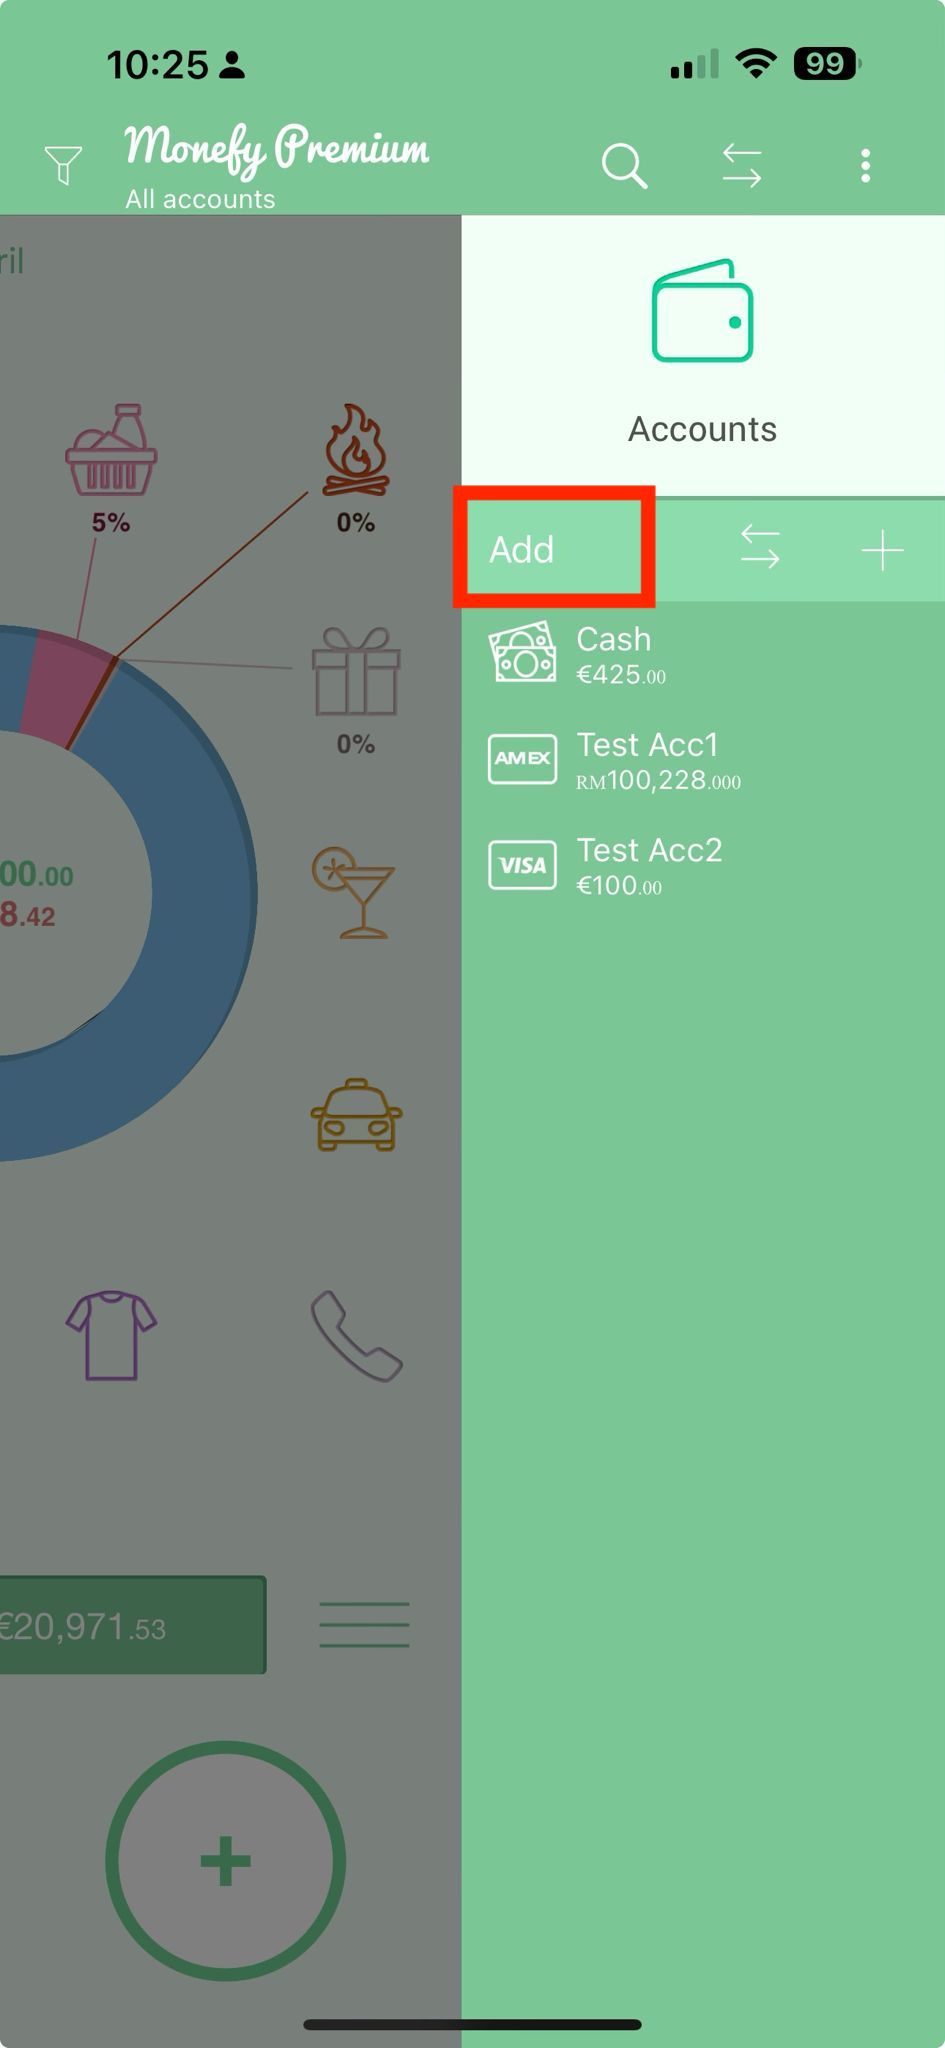 10:25
99
Monefy Premium
All accounts
ril
Accounts
5%
0%
Add
Cash
€425.00
0%
AMEX
Test Acc1
RM100,228.000
VISA
Test Acc2
€100.00
00.00
8.42
€20,971.53
+